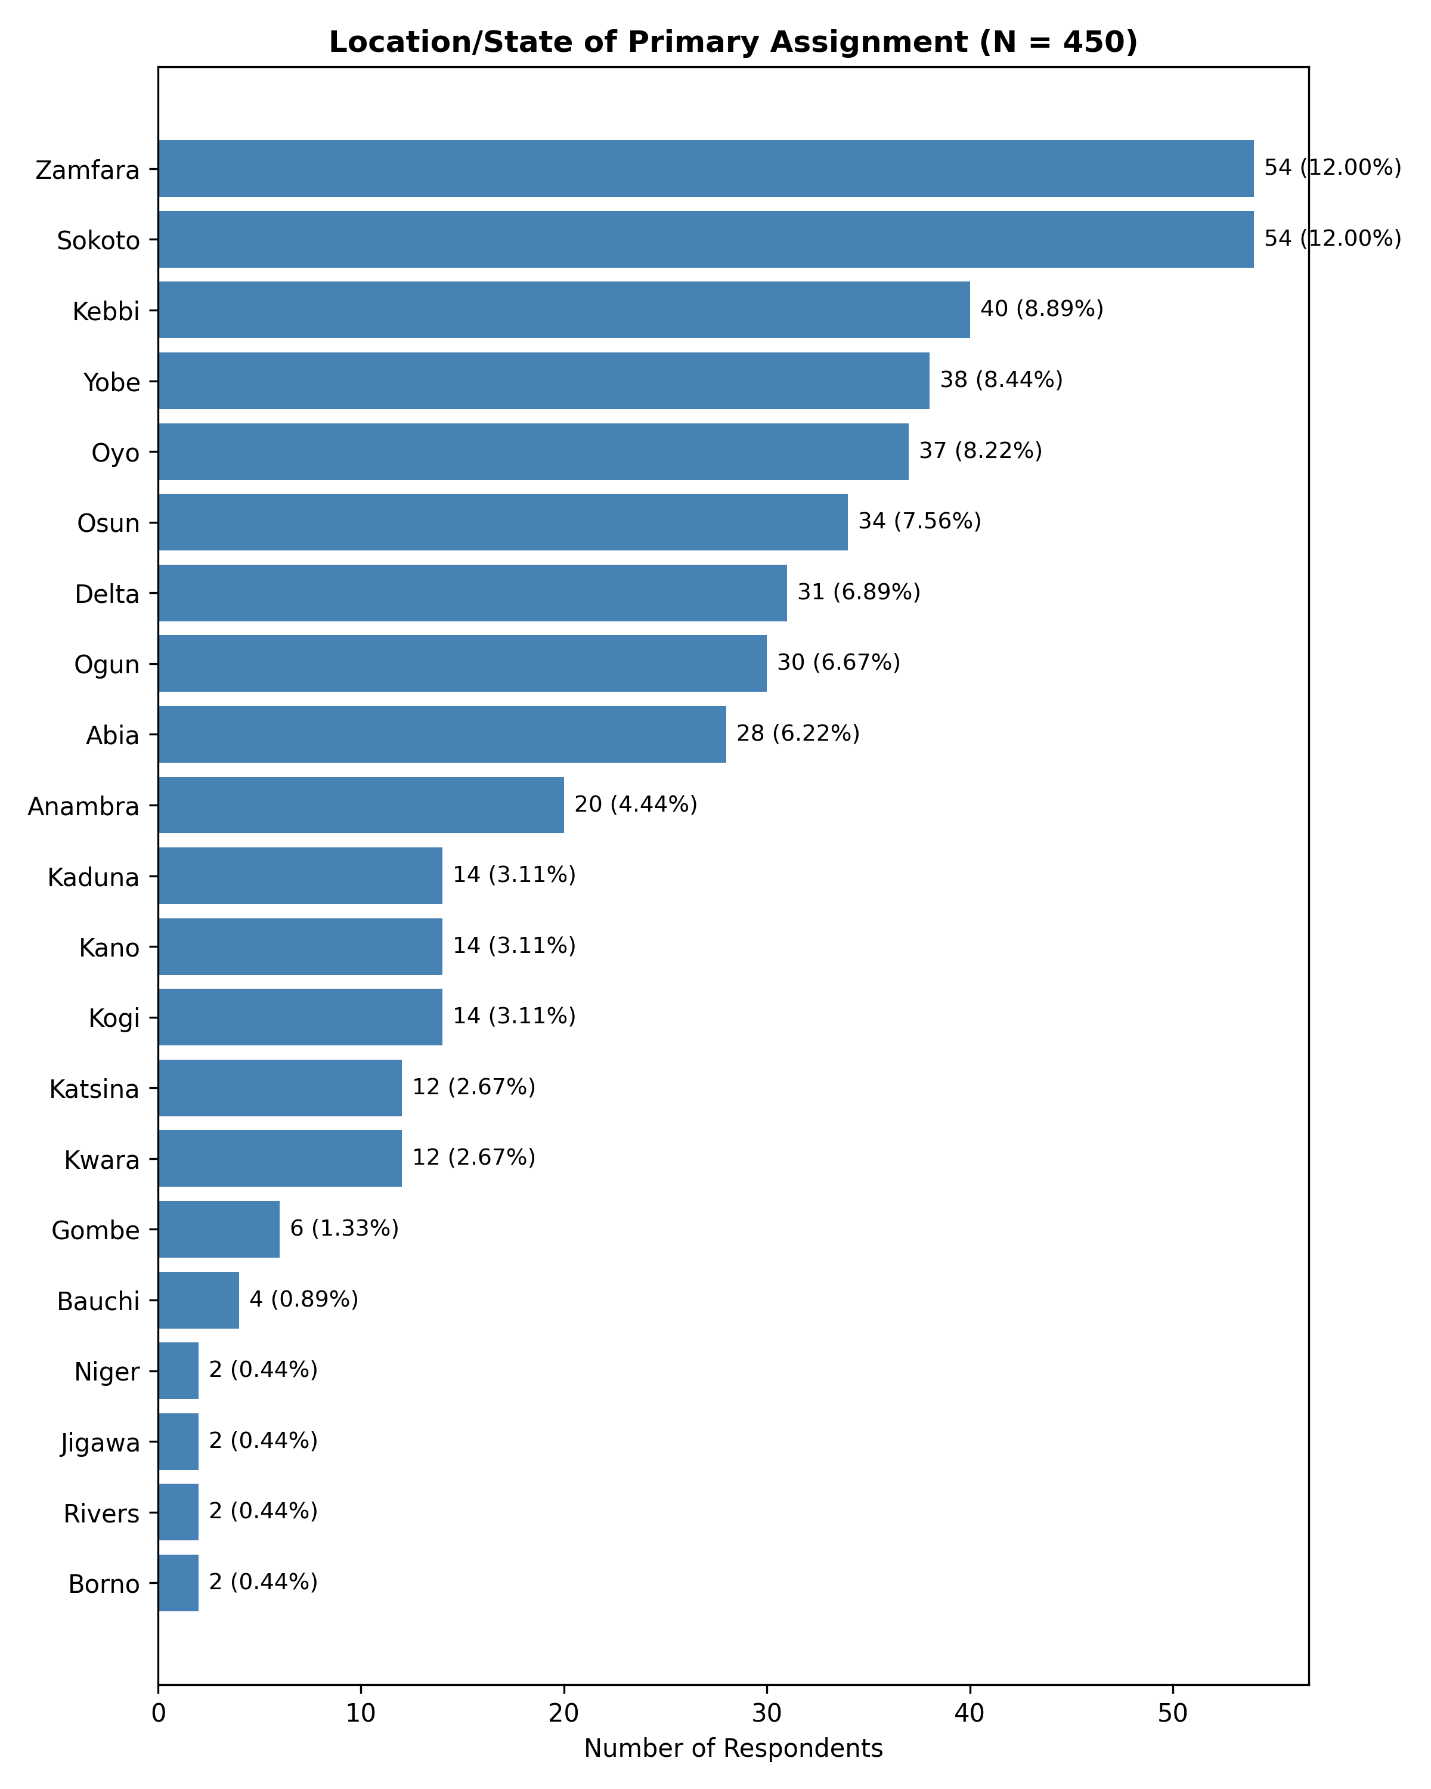 Location/State of Primary Assignment (N = 450)
Zamfara 54 (12.00%)
Sokoto 54 (12.00%)
Kebbi 40 (8.89%)
Yobe 38 (8.44%)
Oyo 37 (8.22%)
Osun 34 (7.56%)
Delta 31 (6.89%)
Ogun 30 (6.67%)
Abia 28 (6.22%)
Anambra 20 (4.44%)
Kaduna 14 (3.11%)
Kano 14 (3.11%)
Kogi 14 (3.11%)
Katsina 12 (2.67%)
Kwara 12 (2.67%)
Gombe 6 (1.33%)
Bauchi 4 (0.89%)
Niger 2 (0.44%)
Jigawa 2 (0.44%)
Rivers 2 (0.44%)
Borno 2 (0.44%)
0 10 20 30 40 50
Number of Respondents